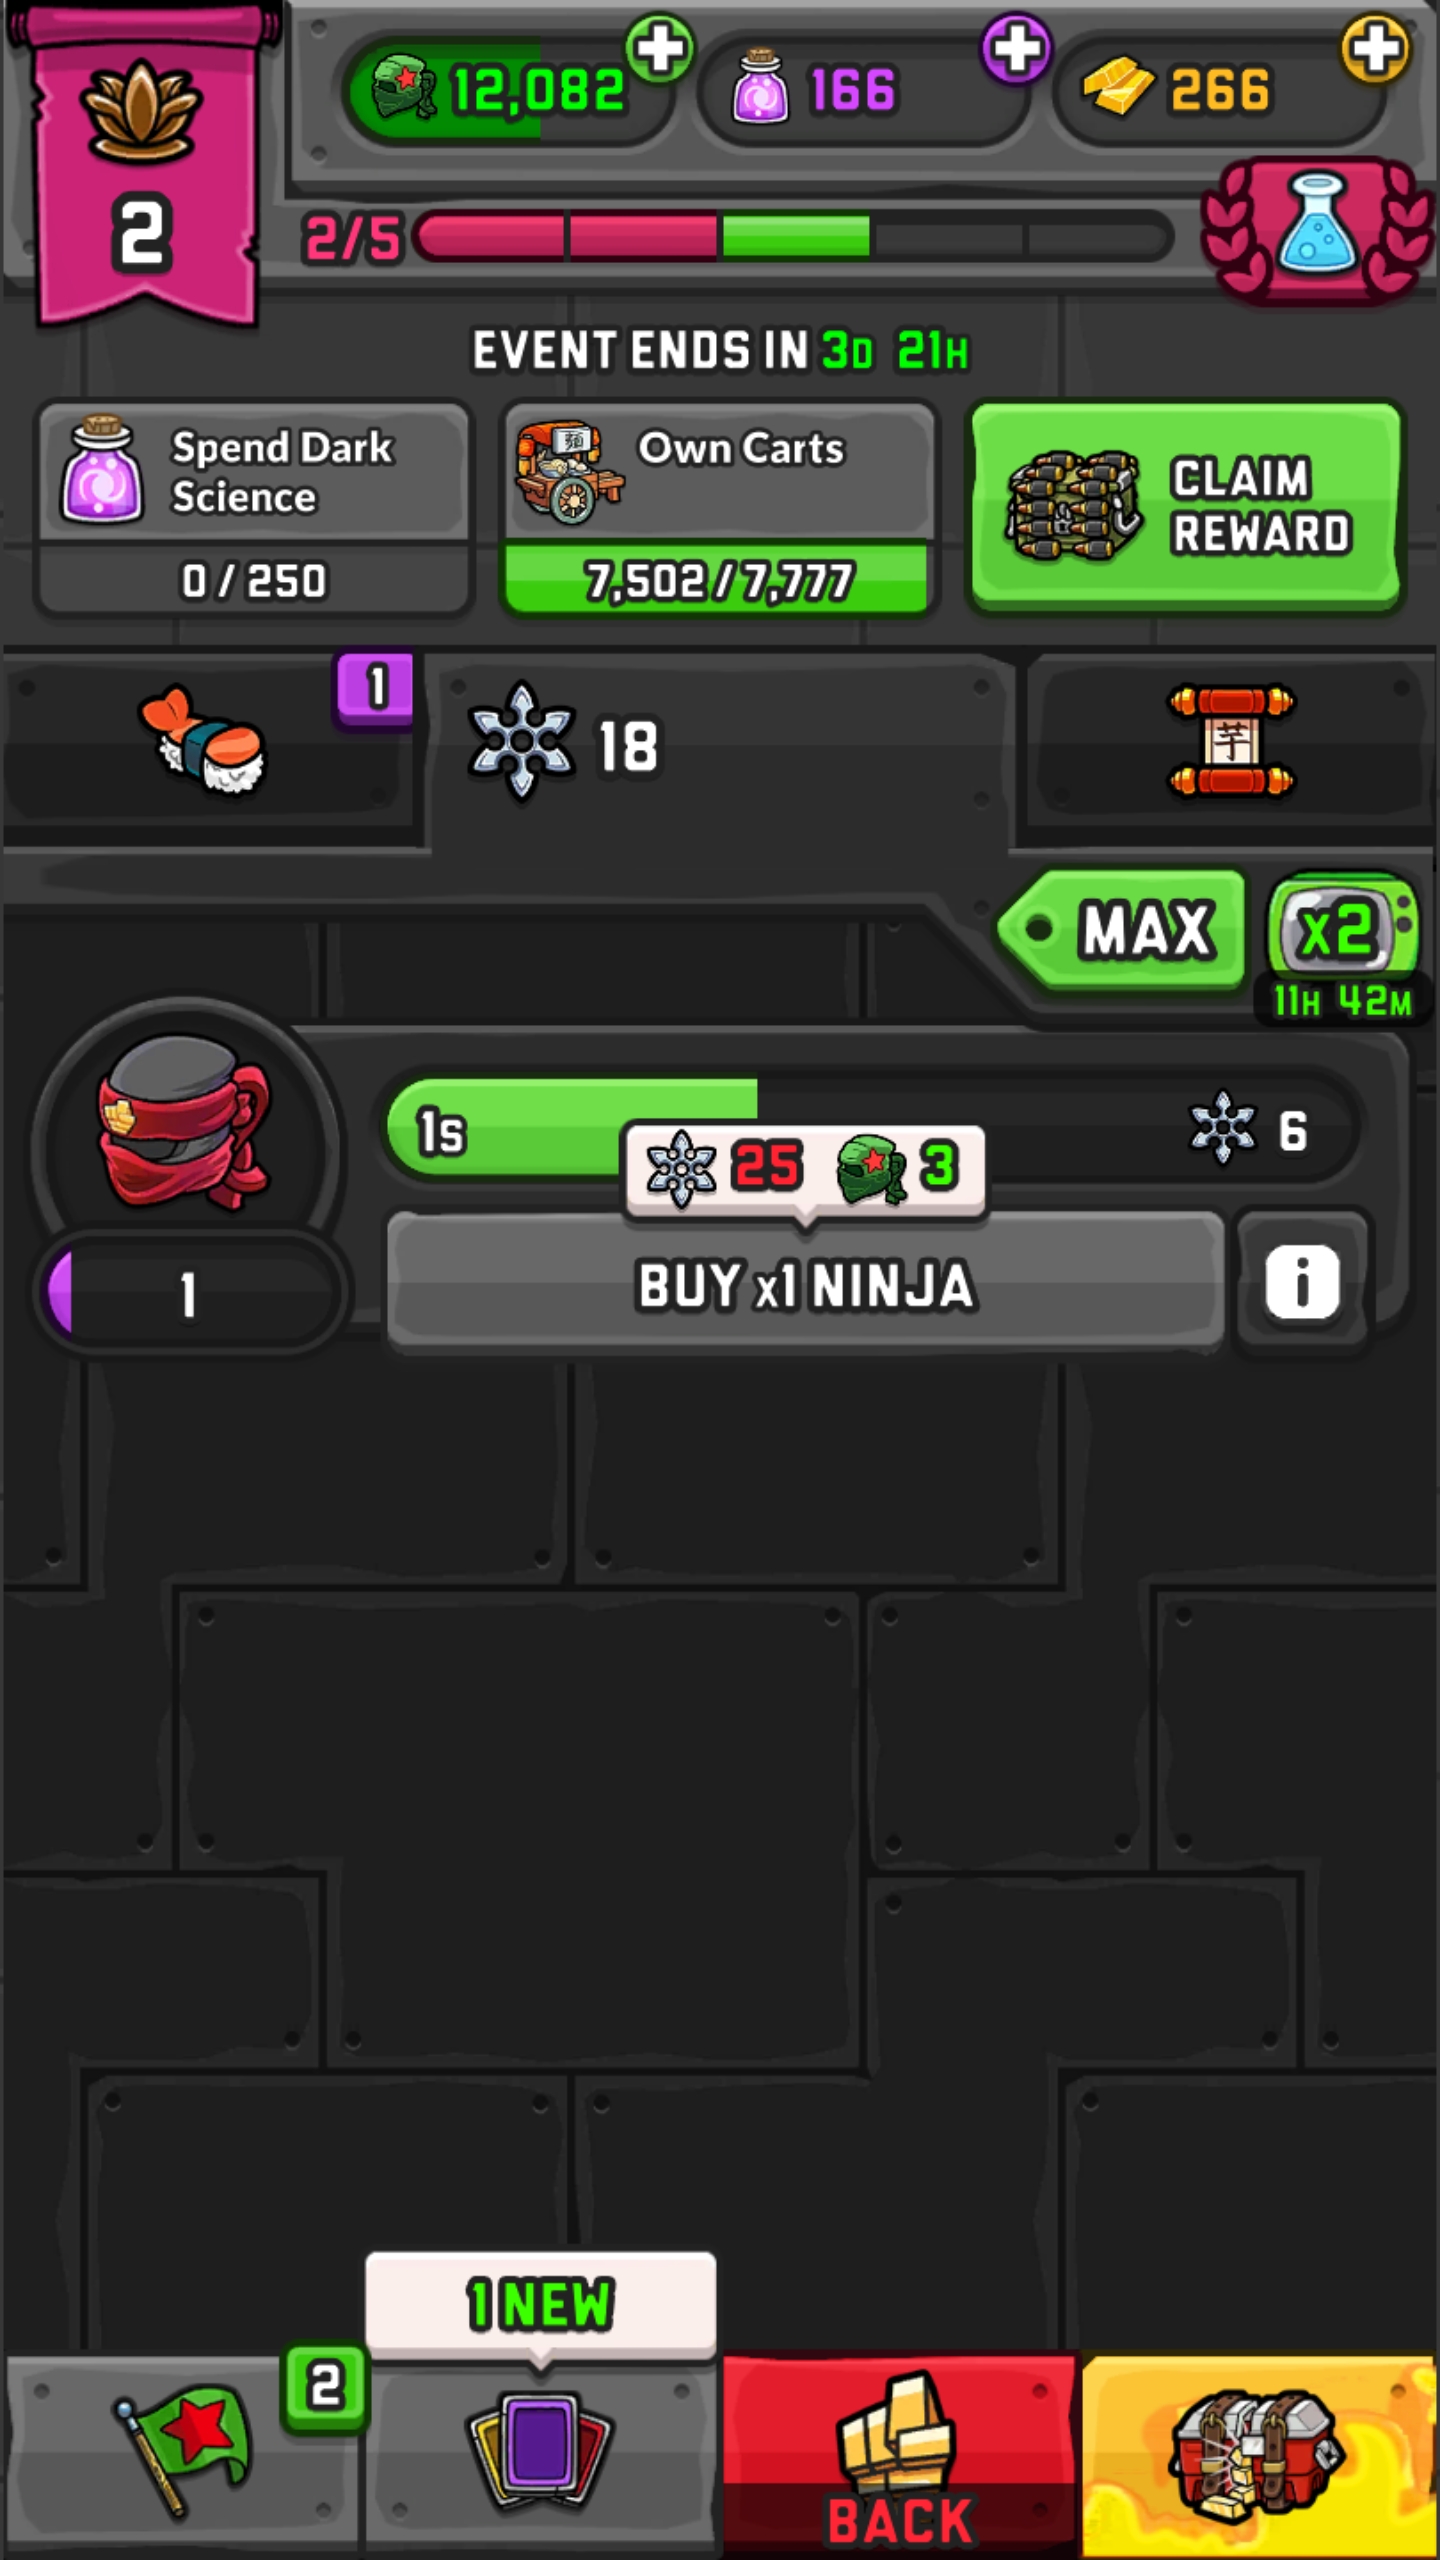 12,082
166
266
2
2/5
EVENT ENDS IN 3D 21H
Spend Dark
Science
0 / 250
Own Carts
7,502 / 7,777
CLAIM
REWARD
1
18
芋
MAX
x2
11H 42M
1s
6
25
3
1
BUY x1 NINJA
i
1 NEW
2
BACK